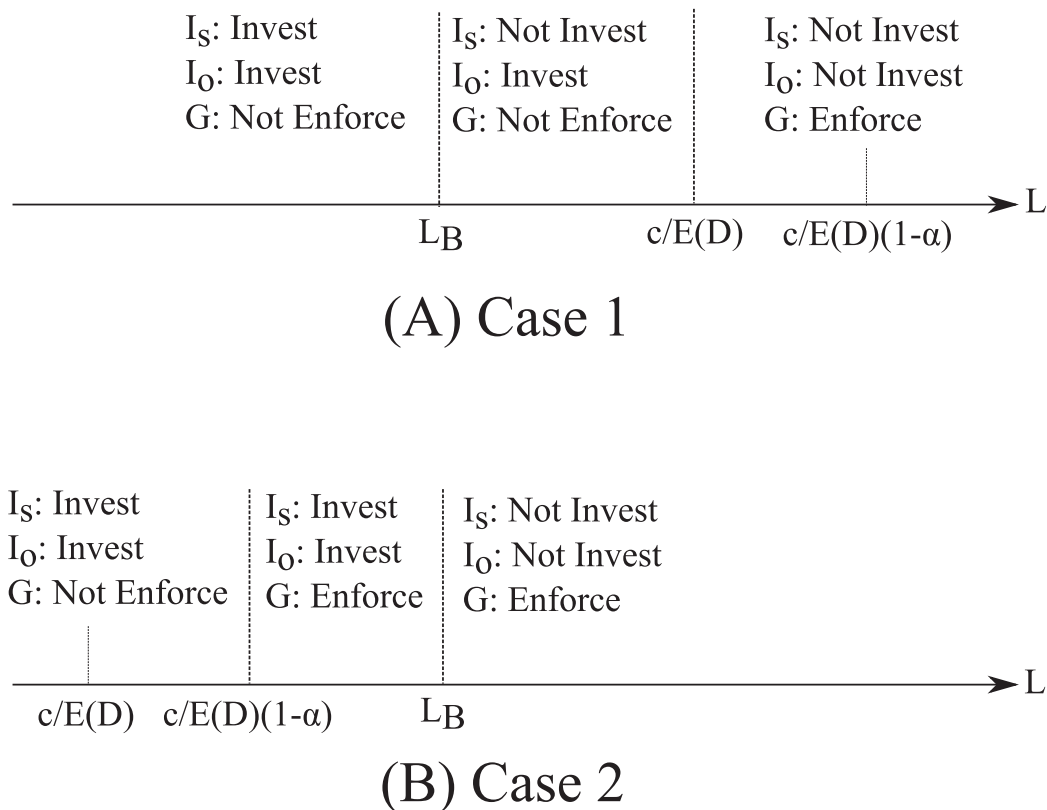 I_S: Invest
I_O: Invest
G: Not Enforce
I_S: Not Invest
I_O: Invest
G: Not Enforce
I_S: Not Invest
I_O: Not Invest
G: Enforce
L
L_B
c/E(D)
c/E(D)(1-α)
(A) Case 1
I_S: Invest
I_O: Invest
G: Not Enforce
I_S: Invest
I_O: Invest
G: Enforce
I_S: Not Invest
I_O: Not Invest
G: Enforce
L
c/E(D)
c/E(D)(1-α)
L_B
(B) Case 2